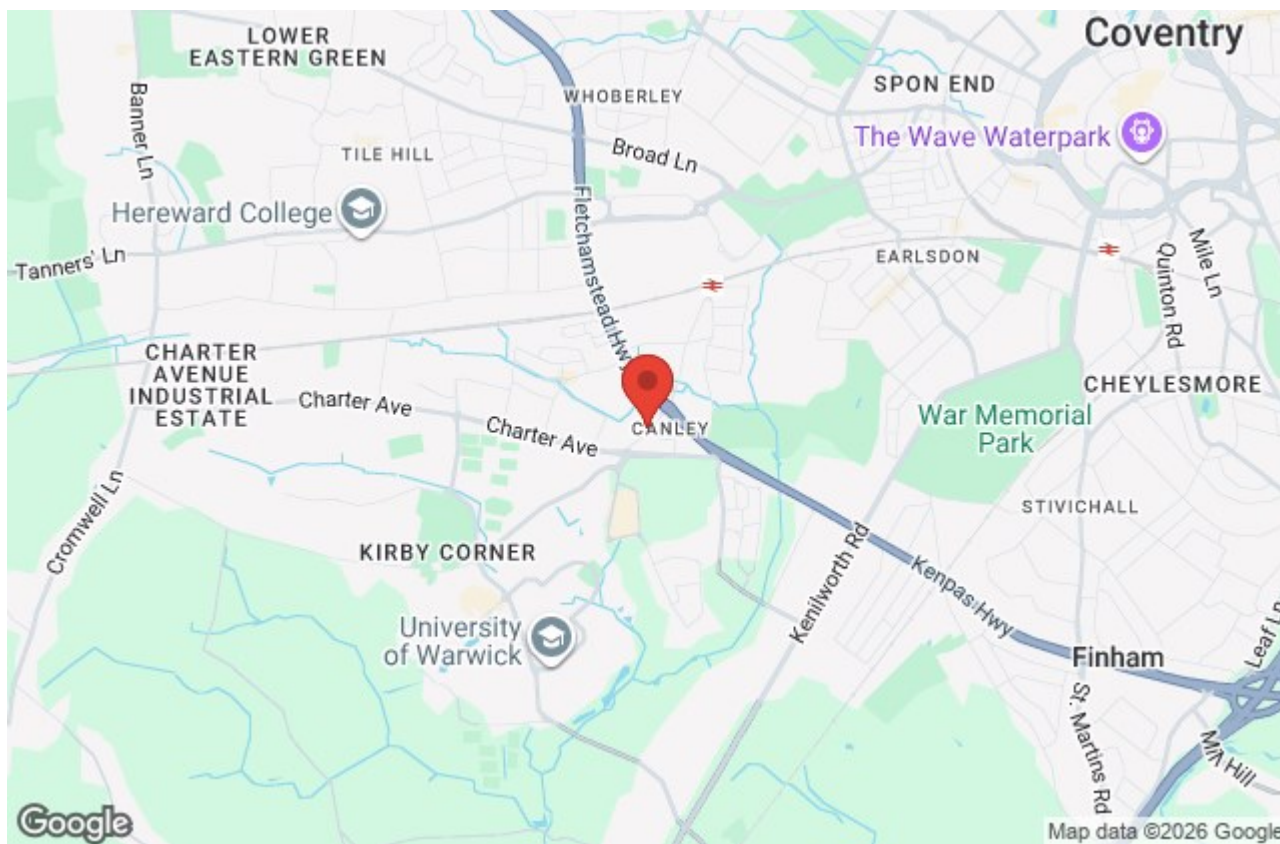 LOWER
EASTERN GREEN
Coventry
WHOBERLEY
SPON END
Banner Ln
The Wave Waterpark
TILE HILL
Broad Ln
Hereward College
Fletchamstead Hwy
Tanners' Ln
EARLSDON
Mile Ln
Quinton Rd
CHARTER
AVENUE
INDUSTRIAL
ESTATE
Charter Ave
CHEYLESMORE
War Memorial
Park
Charter Ave
CANLEY
Cromwell Ln
STIVICHALL
KIRBY CORNER
Kenilworth Rd
Kenpas Hwy
University
of Warwick
Finham
Leaf Ln
St. Martins Rd
Mill Hill
Google
Map data ©2026 Google